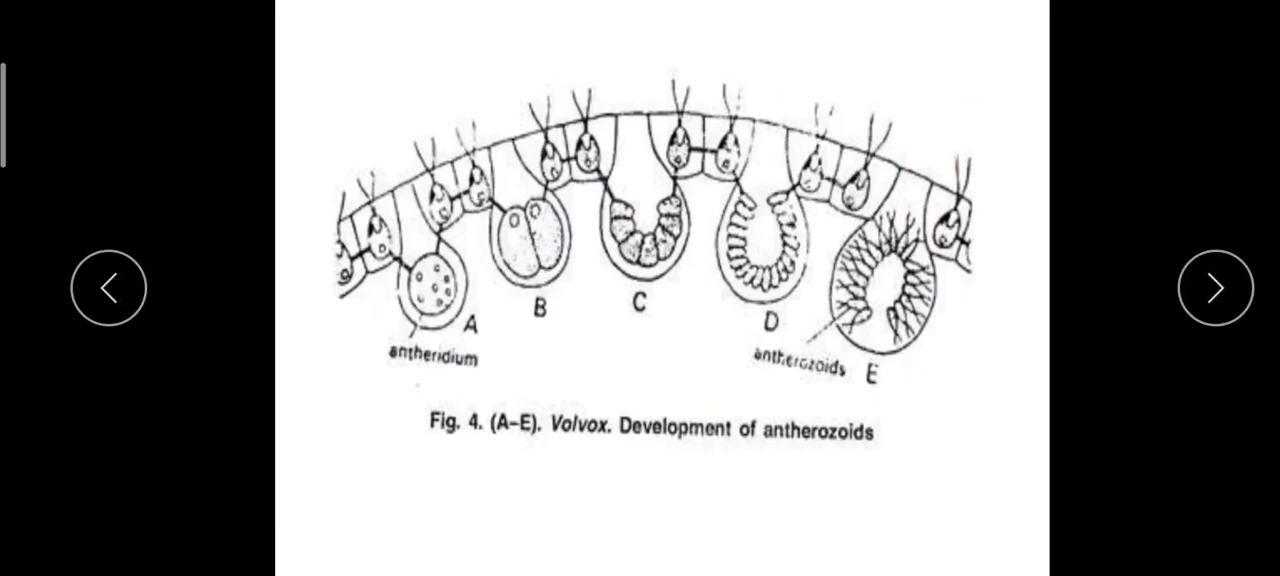 A
B
C
D
E
antheridium
antherozoids
Fig. 4. (A–E). Volvox. Development of antherozoids